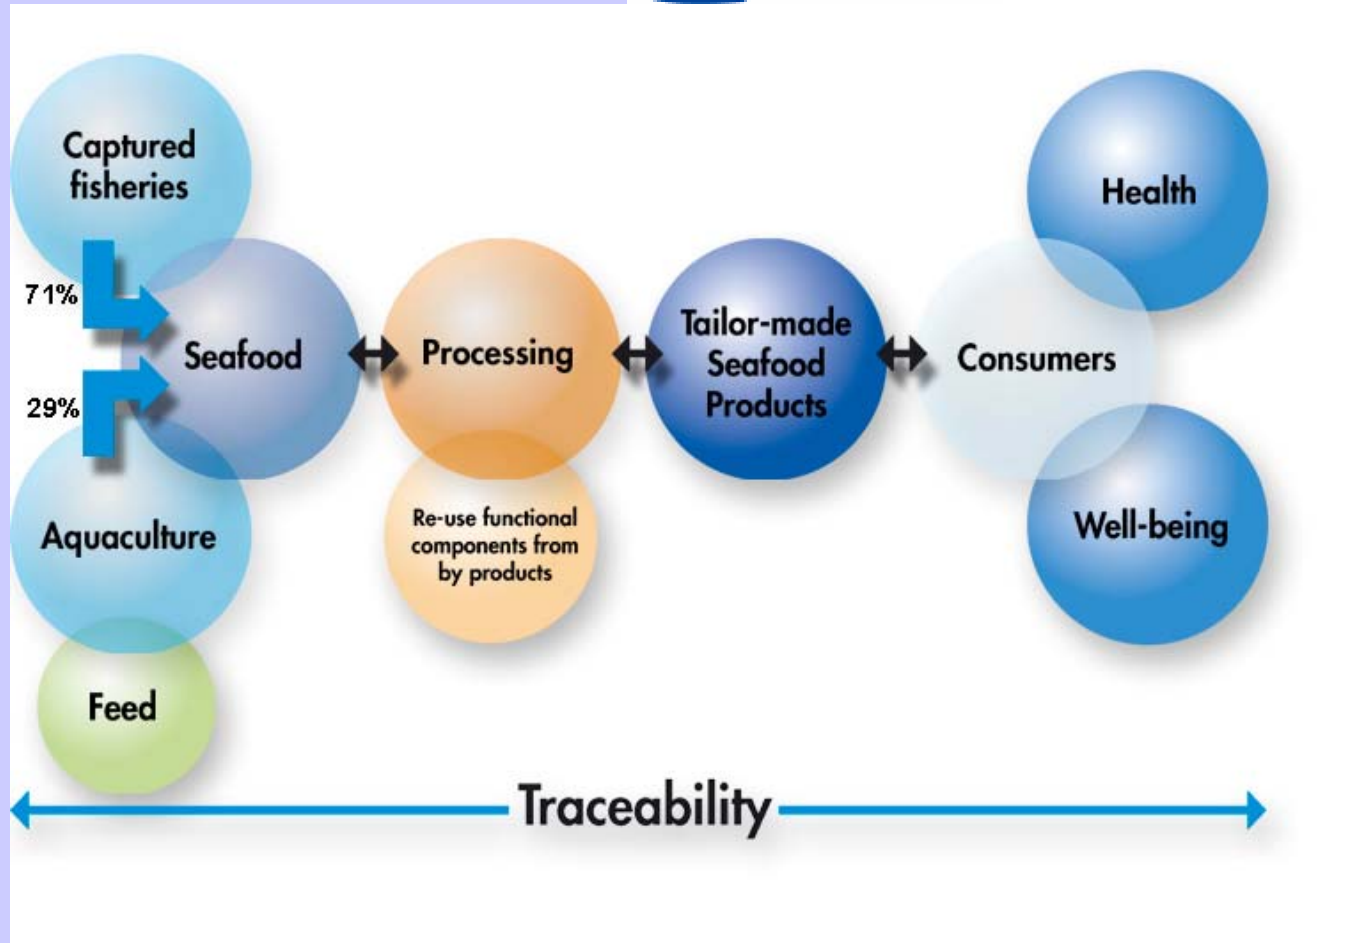 Captured
fisheries
71%
Seafood
29%
Aquaculture
Feed
Processing
Re-use functional
components from
by products
Tailor-made
Seafood
Products
Consumers
Health
Well-being
Traceability